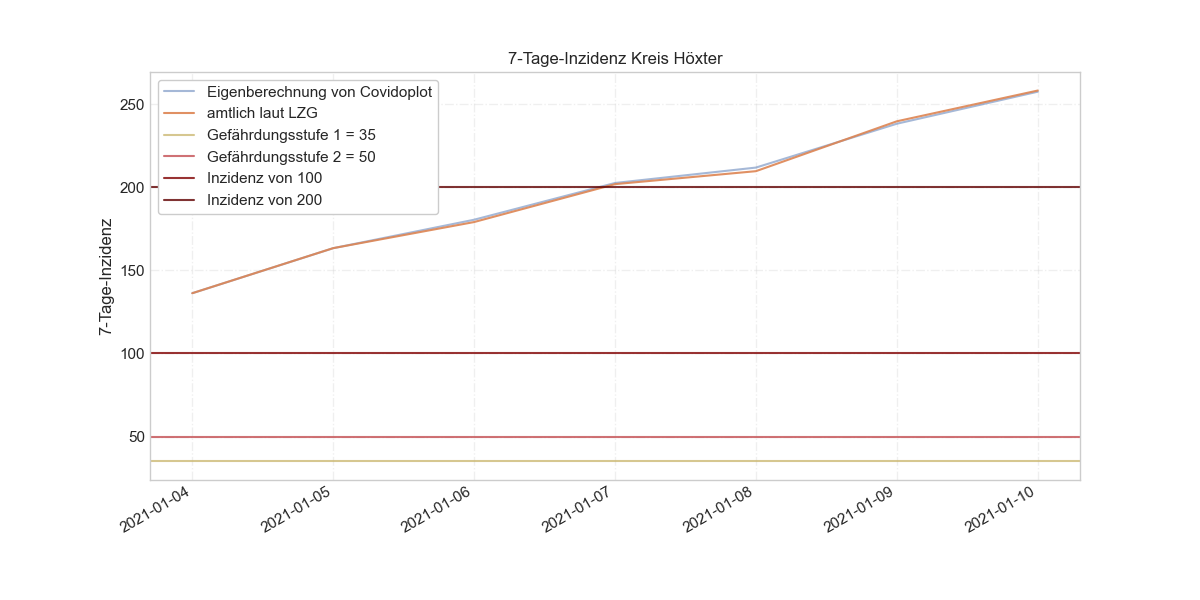 7-Tage-Inzidenz Kreis Höxter
Eigenberechnung von Covidoplot
amtlich laut LZG
Gefährdungsstufe 1 = 35
Gefährdungsstufe 2 = 50
Inzidenz von 100
Inzidenz von 200
7-Tage-Inzidenz
250
200
150
100
50
2021-01-04
2021-01-05
2021-01-06
2021-01-07
2021-01-08
2021-01-09
2021-01-10